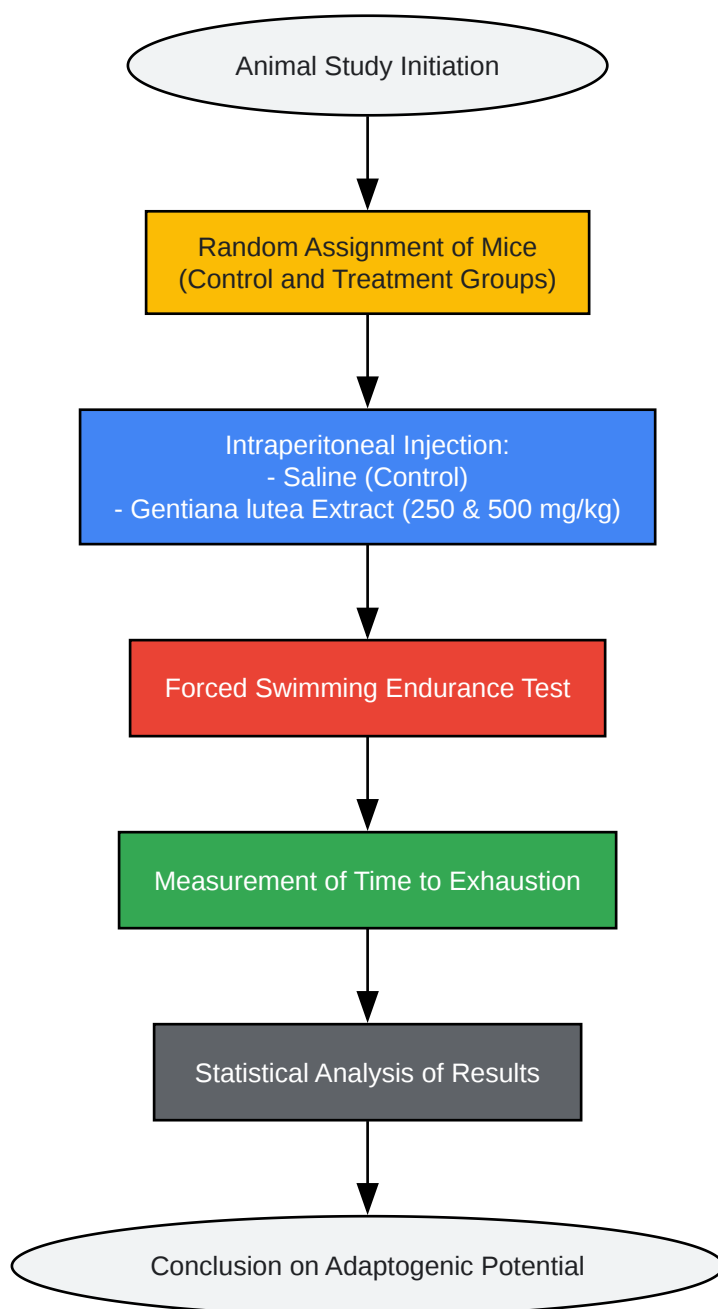 Animal Study Initiation
Random Assignment of Mice
(Control and Treatment Groups)
Intraperitoneal Injection:
- Saline (Control)
- Gentiana lutea Extract (250 & 500 mg/kg)
Forced Swimming Endurance Test
Measurement of Time to Exhaustion
Statistical Analysis of Results
Conclusion on Adaptogenic Potential